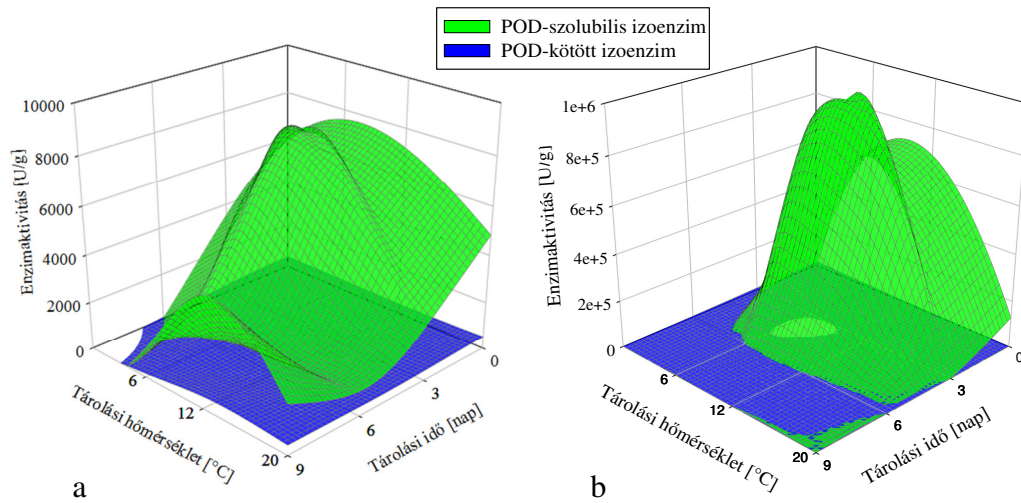 POD-szolubilis izoenzim
POD-kötött izoenzim
10000
8000
6000
4000
2000
0
Enzimaktivitás [U/g]
6
12
20
Tárolási hőmérséklet [°C]
9
6
3
0
Tárolási idő [nap]
a
1e+6
8e+5
6e+5
4e+5
2e+5
0
Enzimaktivitás [U/g]
6
12
20
Tárolási hőmérséklet [°C]
9
6
3
0
Tárolási idő [nap]
b